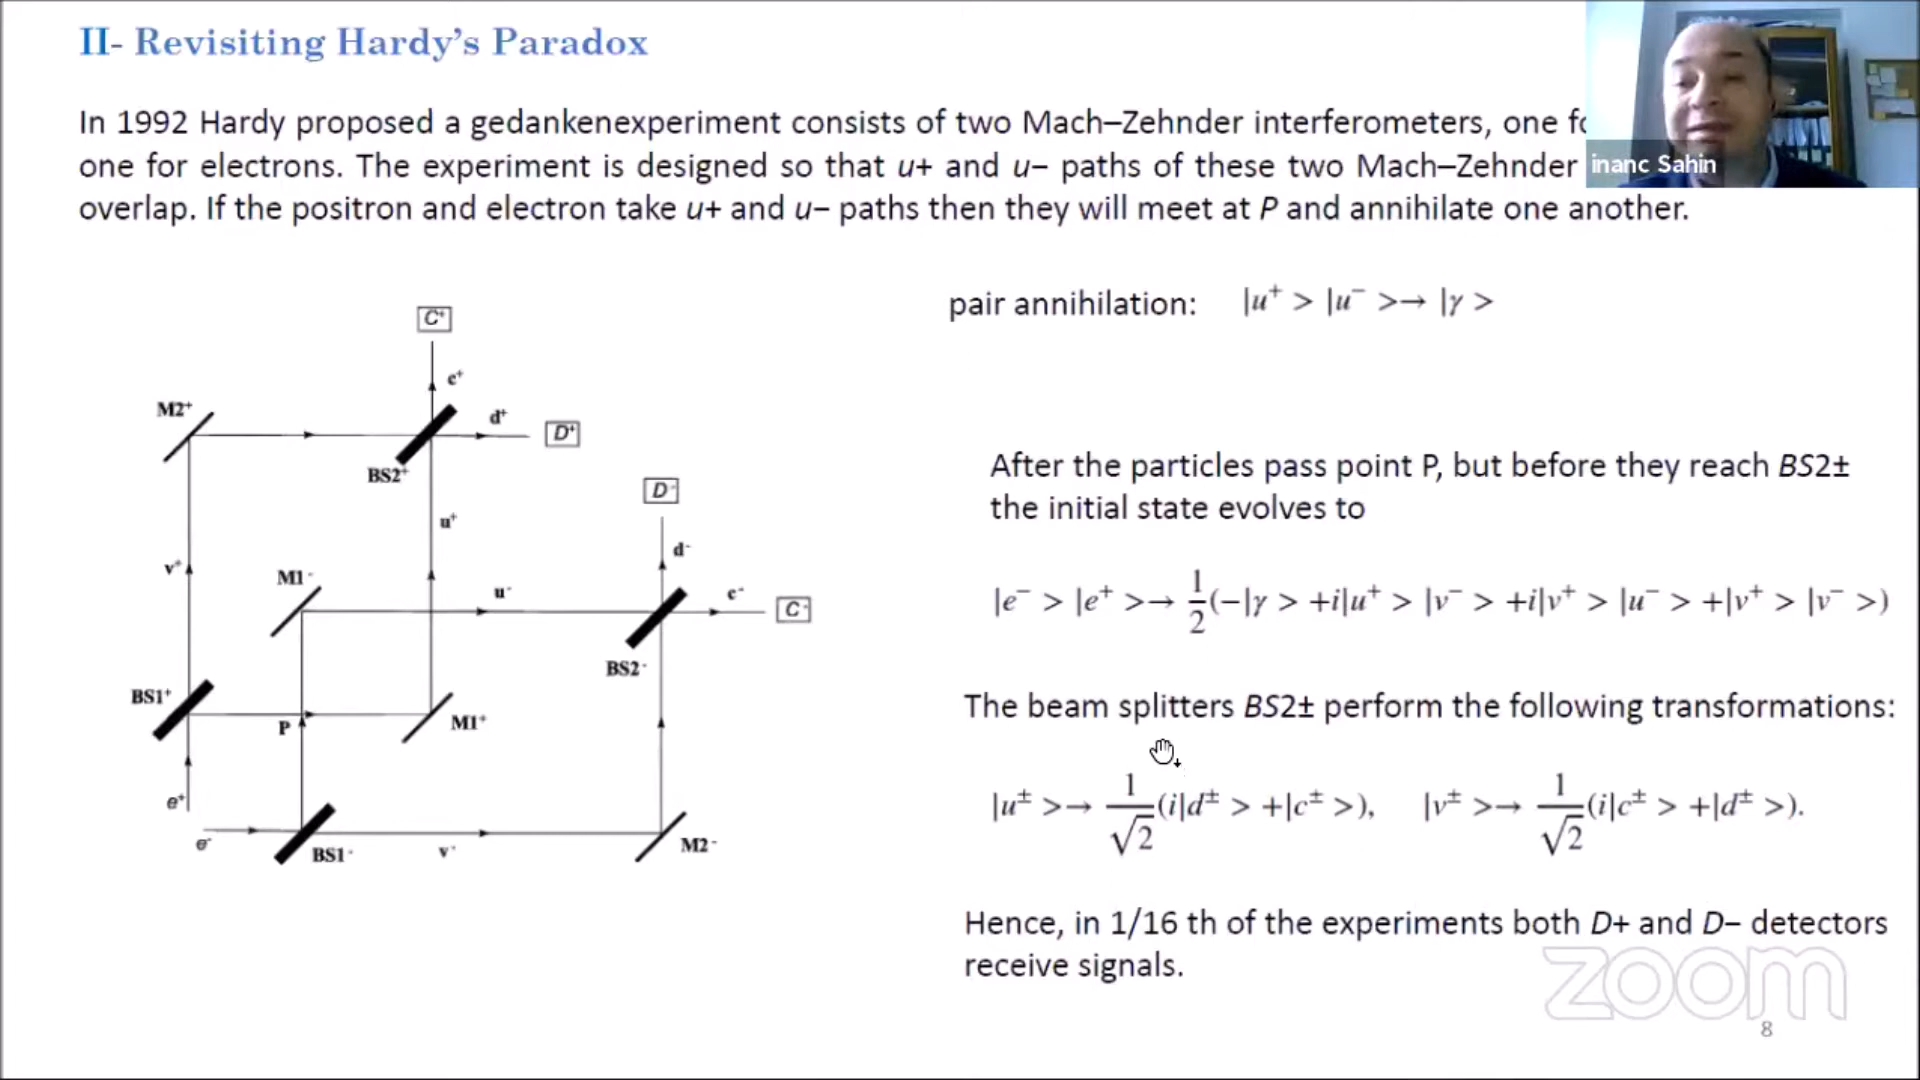 II- Revisiting Hardy's Paradox
In 1992 Hardy proposed a gedankenexperiment consists of two Mach–Zehnder interferometers, one
one for electrons. The experiment is designed so that u+ and u− paths of these two Mach–Zehnder
overlap. If the positron and electron take u+ and u− paths then they will meet at P and annihilate one another.
inanc Sahin
pair annihilation: |u⁺ > |u⁻ >→ |γ >
After the particles pass point P, but before they reach BS2±
the initial state evolves to
|e⁻ > |e⁺ >→ 1/2(−|γ > +i|u⁺ > |v⁻ > +i|v⁺ > |u⁻ > +|v⁺ > |v⁻ >)
The beam splitters BS2± perform the following transformations:
|u± >→ 1/√2(i|d± > +|c± >), |v± >→ 1/√2(i|c± > +|d± >).
Hence, in 1/16 th of the experiments both D+ and D− detectors
receive signals.
C⁺
c⁺
M2⁺
d⁺
D⁺
BS2⁺
D⁻
u⁺
d⁻
v⁺
M1⁻
u⁻
c⁻
C⁻
BS2⁻
BS1⁺
P
M1⁺
e⁺
e⁻
BS1⁻
v⁻
M2⁻
zoom
8